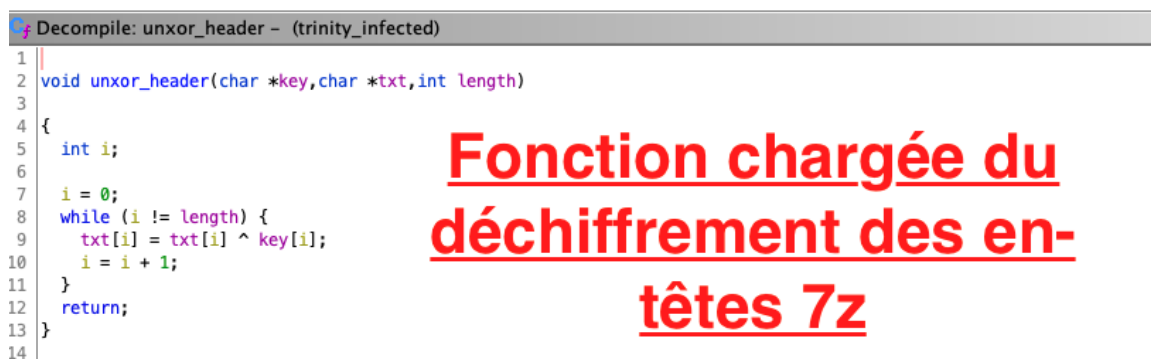 Decompile: unxor_header – (trinity_infected)
1
2 void unxor_header(char *key,char *txt,int length)
3
4 {
5 int i;
6
7 i = 0;
8 while (i != length) {
9 txt[i] = txt[i] ^ key[i];
10 i = i + 1;
11 }
12 return;
13 }
14
Fonction chargée du
déchiffrement des en-
têtes 7z